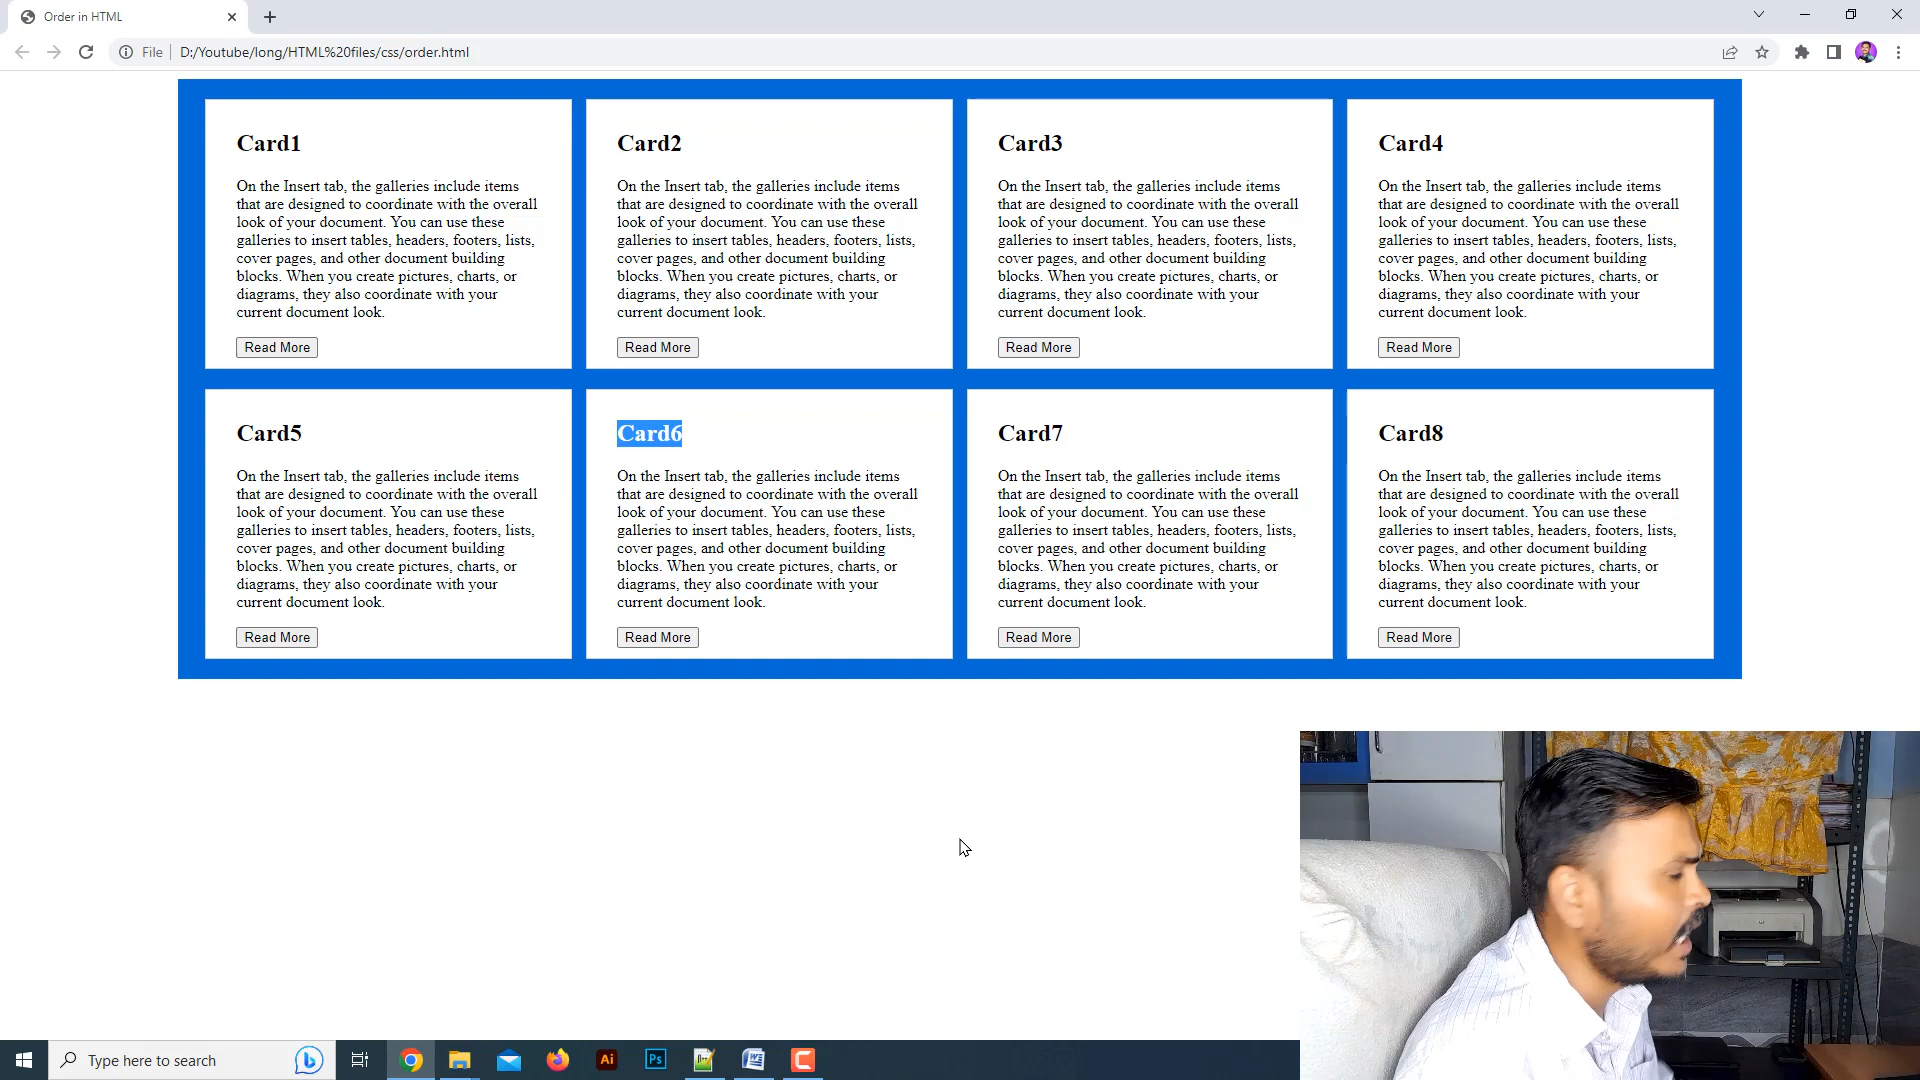 Order in HTML
File D:/Youtube/long/HTML%20files/css/order.html
Card1
On the Insert tab, the galleries include items
that are designed to coordinate with the overall
look of your document. You can use these
galleries to insert tables, headers, footers, lists,
cover pages, and other document building
blocks. When you create pictures, charts, or
diagrams, they also coordinate with your
current document look.
Read More
Card2
On the Insert tab, the galleries include items
that are designed to coordinate with the overall
look of your document. You can use these
galleries to insert tables, headers, footers, lists,
cover pages, and other document building
blocks. When you create pictures, charts, or
diagrams, they also coordinate with your
current document look.
Read More
Card3
On the Insert tab, the galleries include items
that are designed to coordinate with the overall
look of your document. You can use these
galleries to insert tables, headers, footers, lists,
cover pages, and other document building
blocks. When you create pictures, charts, or
diagrams, they also coordinate with your
current document look.
Read More
Card4
On the Insert tab, the galleries include items
that are designed to coordinate with the overall
look of your document. You can use these
galleries to insert tables, headers, footers, lists,
cover pages, and other document building
blocks. When you create pictures, charts, or
diagrams, they also coordinate with your
current document look.
Read More
Card5
On the Insert tab, the galleries include items
that are designed to coordinate with the overall
look of your document. You can use these
galleries to insert tables, headers, footers, lists,
cover pages, and other document building
blocks. When you create pictures, charts, or
diagrams, they also coordinate with your
current document look.
Read More
Card6
On the Insert tab, the galleries include items
that are designed to coordinate with the overall
look of your document. You can use these
galleries to insert tables, headers, footers, lists,
cover pages, and other document building
blocks. When you create pictures, charts, or
diagrams, they also coordinate with your
current document look.
Read More
Card7
On the Insert tab, the galleries include items
that are designed to coordinate with the overall
look of your document. You can use these
galleries to insert tables, headers, footers, lists,
cover pages, and other document building
blocks. When you create pictures, charts, or
diagrams, they also coordinate with your
current document look.
Read More
Card8
On the Insert tab, the galleries include items
that are designed to coordinate with the overall
look of your document. You can use these
galleries to insert tables, headers, footers, lists,
cover pages, and other document building
blocks. When you create pictures, charts, or
diagrams, they also coordinate with your
current document look.
Read More
Type here to search
Ai
Ps